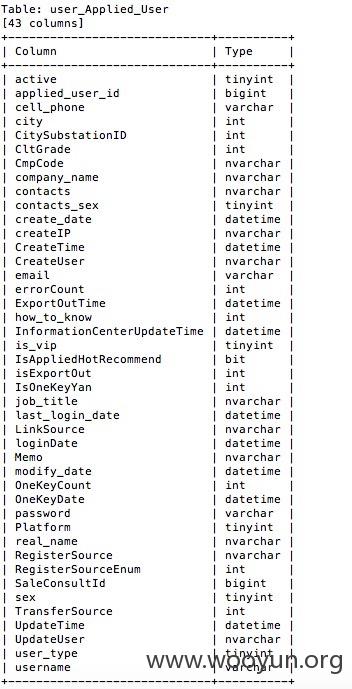 Table: user_Applied_User
[43 columns]
+---------------------------+----------+
| Column | Type |
+---------------------------+----------+
| active | tinyint |
| applied_user_id | bigint |
| cell_phone | varchar |
| city | int |
| CitySubstationID | int |
| CltGrade | int |
| CmpCode | nvarchar |
| company_name | nvarchar |
| contacts | nvarchar |
| contacts_sex | tinyint |
| create_date | datetime |
| createIP | nvarchar |
| CreateTime | datetime |
| CreateUser | nvarchar |
| email | varchar |
| errorCount | int |
| ExportOutTime | datetime |
| how_to_know | int |
| InformationCenterUpdateTime | datetime |
| is_vip | tinyint |
| IsAppliedHotRecommend | bit |
| isExportOut | int |
| IsOneKeyYan | int |
| job_title | nvarchar |
| last_login_date | datetime |
| LinkSource | nvarchar |
| loginDate | datetime |
| Memo | nvarchar |
| modify_date | datetime |
| OneKeyCount | int |
| OneKeyDate | datetime |
| password | varchar |
| Platform | tinyint |
| real_name | nvarchar |
| RegisterSource | nvarchar |
| RegisterSourceEnum | int |
| SaleConsultId | bigint |
| sex | tinyint |
| TransferSource | int |
| UpdateTime | datetime |
| UpdateUser | nvarchar |
| user_type | tinyint |
| username | varchar |
+---------------------------+----------+
www.wooyun.org